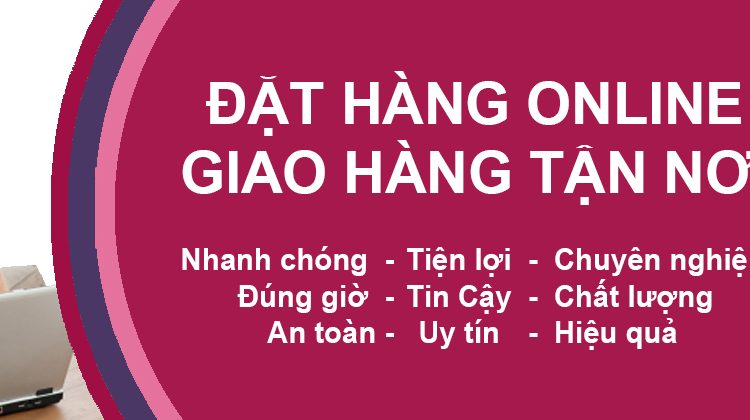 ĐẶT HÀNG ONLINE
GIAO HÀNG TẬN NƠ
Nhanh chóng - Tiện lợi - Chuyên nghiệ
Đúng giờ - Tin Cậy - Chất lượng
An toàn - Uy tín - Hiệu quả